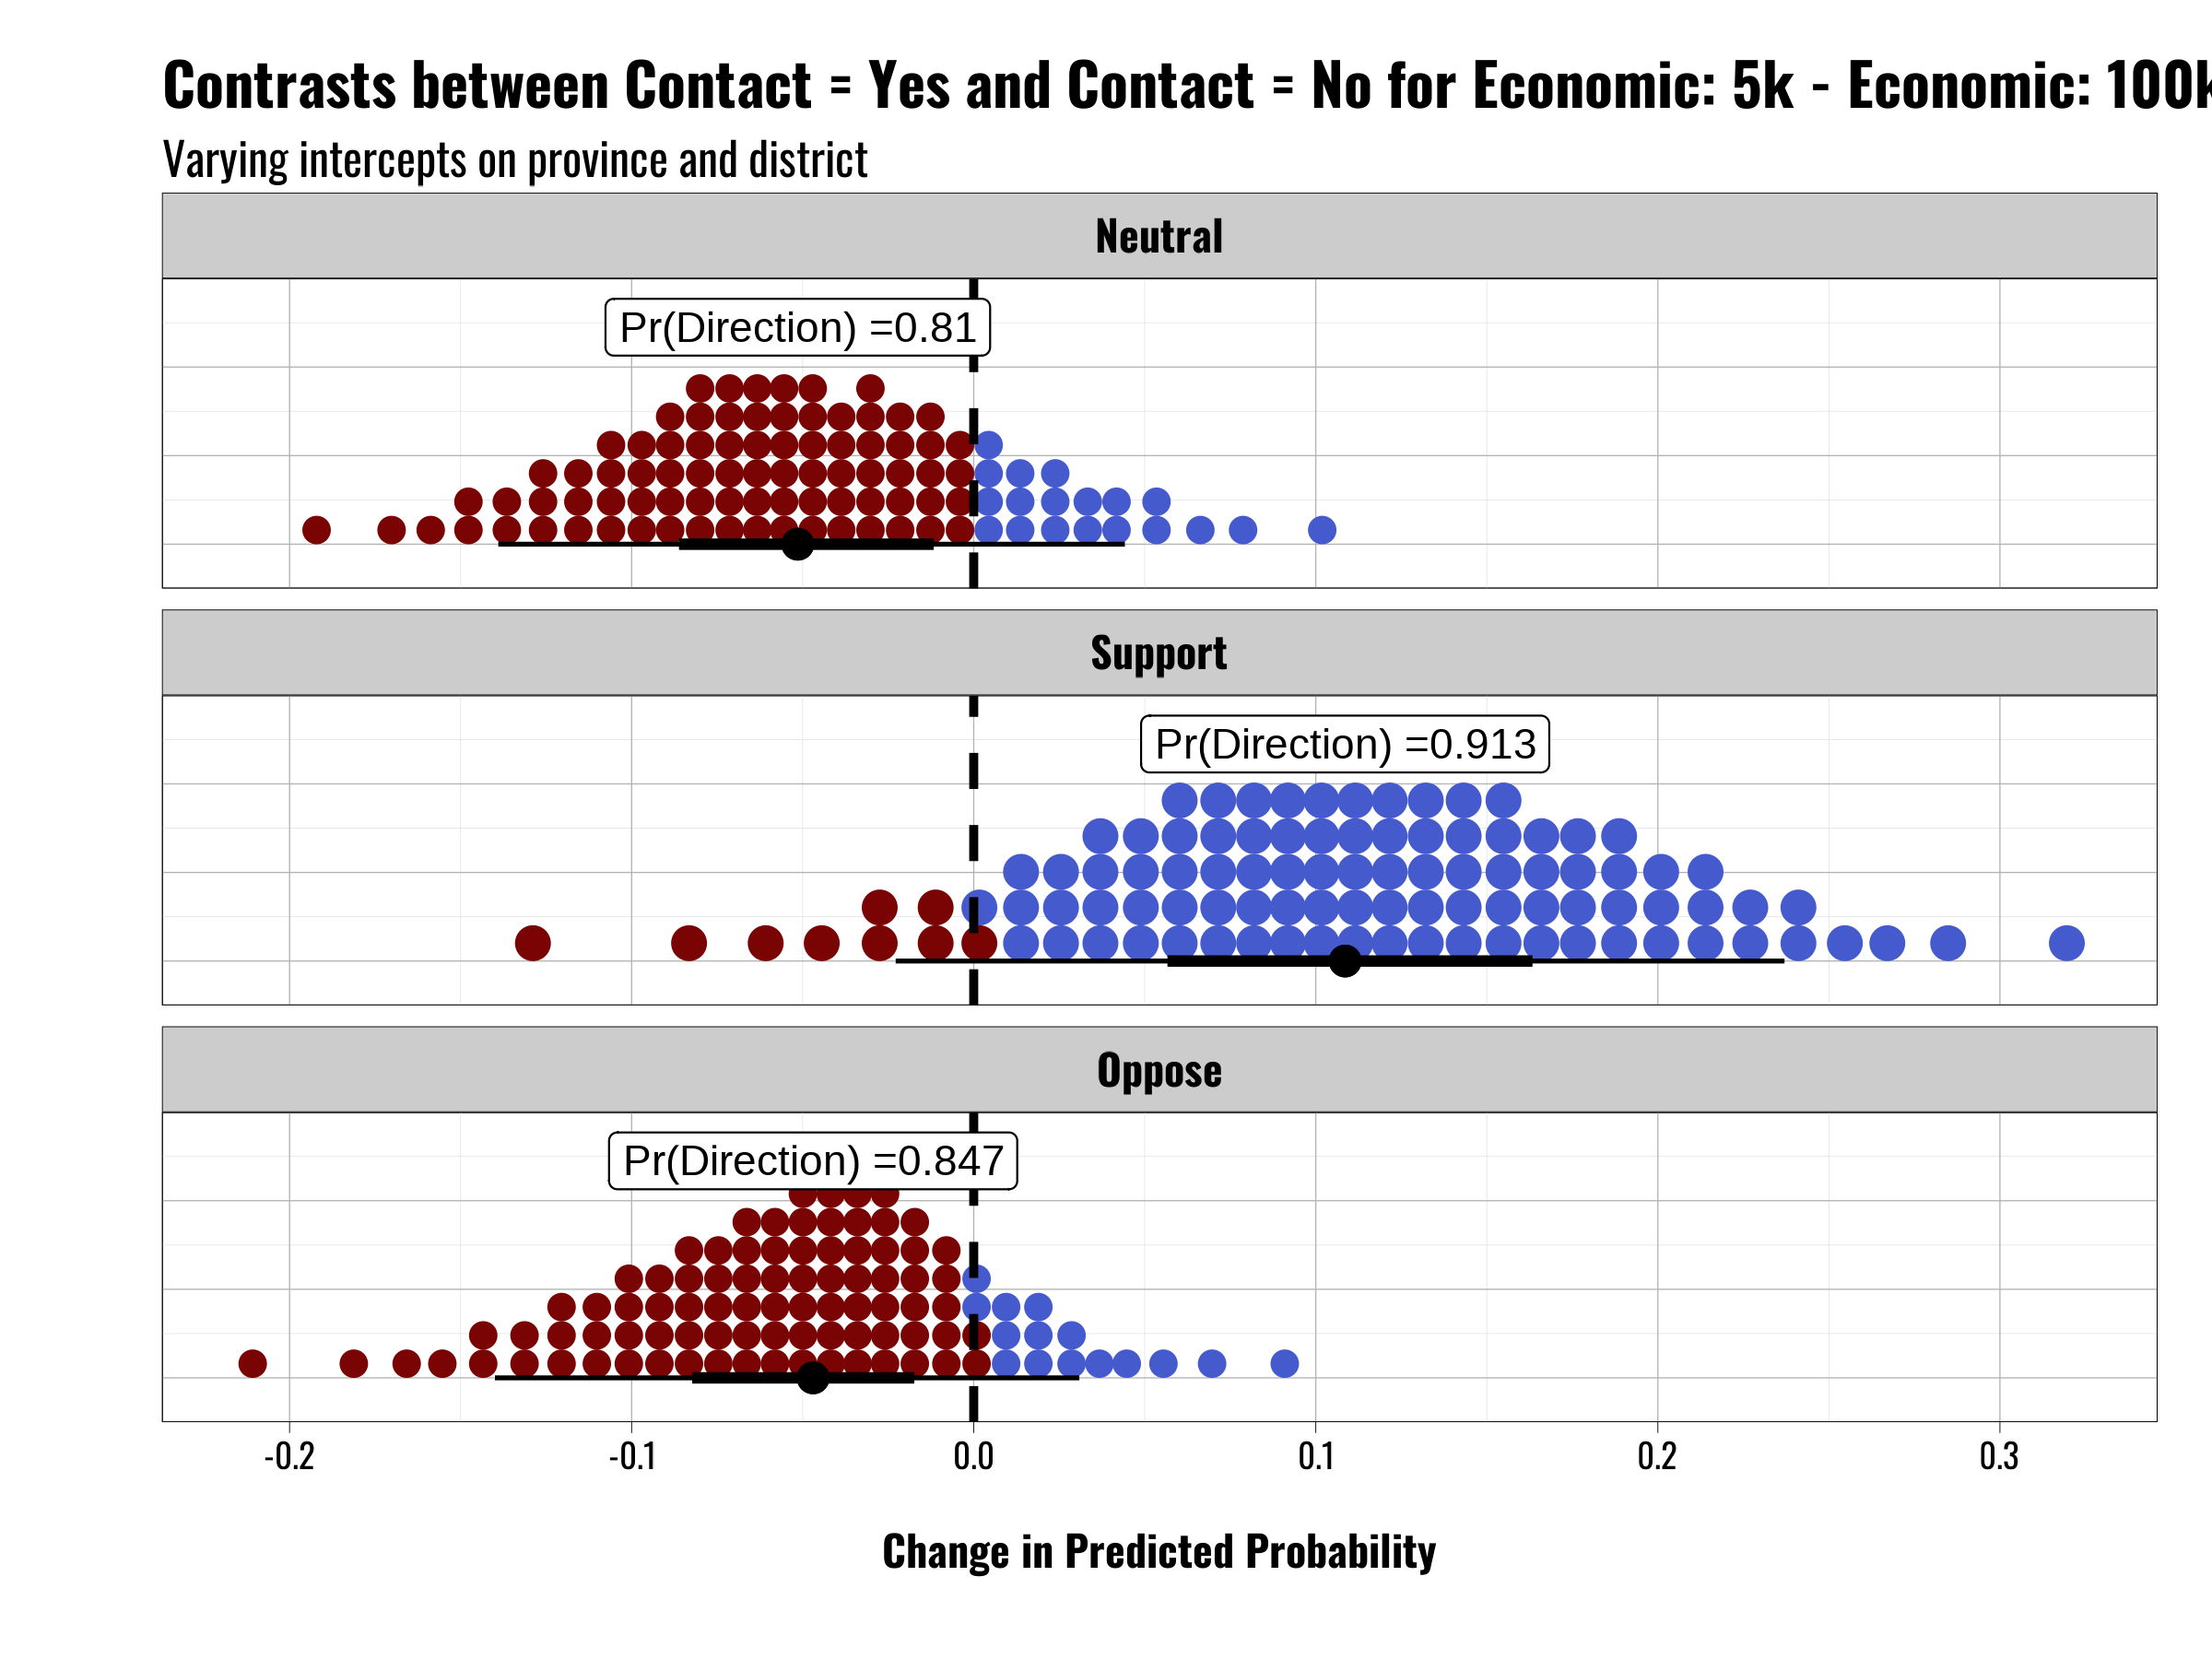 Contrasts between Contact = Yes and Contact = No for Economic: 5k - Economic: 100k
Varying intercepts on province and district
Neutral
Pr(Direction) =0.81
Support
Pr(Direction) =0.913
Oppose
Pr(Direction) =0.847
-0.2 -0.1 0.0 0.1 0.2 0.3
Change in Predicted Probability